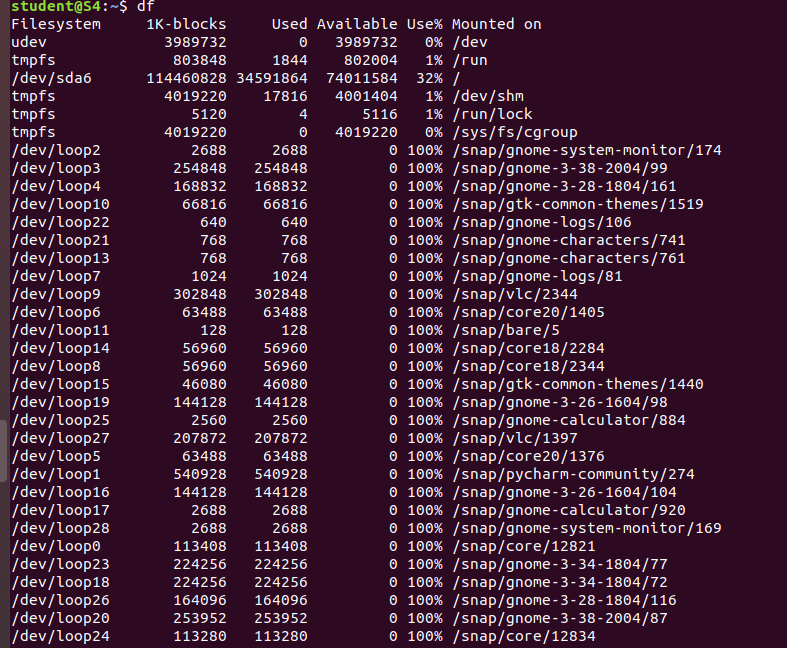 student@S4:~$ df
Filesystem     1K-blocks     Used Available Use% Mounted on
udev             3989732        0   3989732   0% /dev
tmpfs             803848     1844    802004   1% /run
/dev/sda6      114460828 34591864  74011584  32% /
tmpfs            4019220    17816   4001404   1% /dev/shm
tmpfs               5120        4      5116   1% /run/lock
tmpfs            4019220        0   4019220   0% /sys/fs/cgroup
/dev/loop2          2688     2688         0 100% /snap/gnome-system-monitor/174
/dev/loop3        254848   254848         0 100% /snap/gnome-3-38-2004/99
/dev/loop4        168832   168832         0 100% /snap/gnome-3-28-1804/161
/dev/loop10        66816    66816         0 100% /snap/gtk-common-themes/1519
/dev/loop22          640      640         0 100% /snap/gnome-logs/106
/dev/loop21          768      768         0 100% /snap/gnome-characters/741
/dev/loop13          768      768         0 100% /snap/gnome-characters/761
/dev/loop7          1024     1024         0 100% /snap/gnome-logs/81
/dev/loop9        302848   302848         0 100% /snap/vlc/2344
/dev/loop6         63488    63488         0 100% /snap/core20/1405
/dev/loop11          128      128         0 100% /snap/bare/5
/dev/loop14        56960    56960         0 100% /snap/core18/2284
/dev/loop8         56960    56960         0 100% /snap/core18/2344
/dev/loop15        46080    46080         0 100% /snap/gtk-common-themes/1440
/dev/loop19       144128   144128         0 100% /snap/gnome-3-26-1604/98
/dev/loop25         2560     2560         0 100% /snap/gnome-calculator/884
/dev/loop27       207872   207872         0 100% /snap/vlc/1397
/dev/loop5         63488    63488         0 100% /snap/core20/1376
/dev/loop1        540928   540928         0 100% /snap/pycharm-community/274
/dev/loop16       144128   144128         0 100% /snap/gnome-3-26-1604/104
/dev/loop17         2688     2688         0 100% /snap/gnome-calculator/920
/dev/loop28         2688     2688         0 100% /snap/gnome-system-monitor/169
/dev/loop0        113408   113408         0 100% /snap/core/12821
/dev/loop23       224256   224256         0 100% /snap/gnome-3-34-1804/77
/dev/loop18       224256   224256         0 100% /snap/gnome-3-34-1804/72
/dev/loop26       164096   164096         0 100% /snap/gnome-3-28-1804/116
/dev/loop20       253952   253952         0 100% /snap/gnome-3-38-2004/87
/dev/loop24       113280   113280         0 100% /snap/core/12834